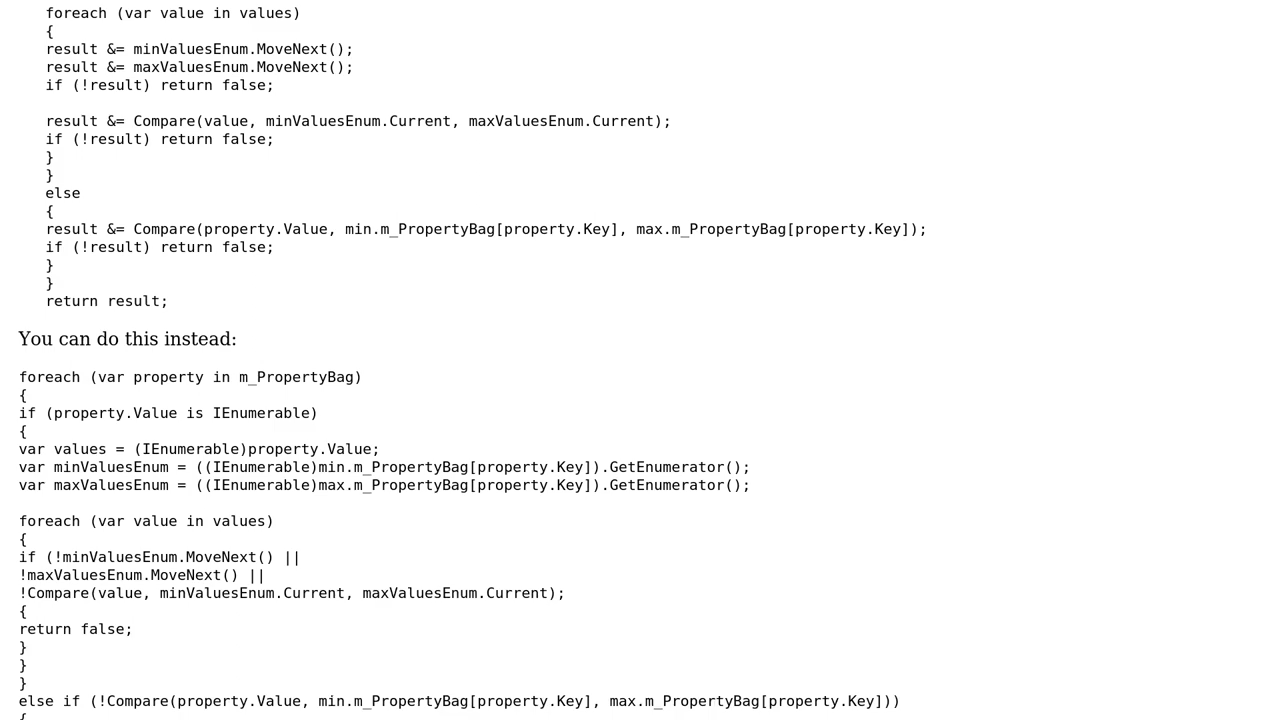 foreach (var value in values)
{
result &= minValuesEnum.MoveNext();
result &= maxValuesEnum.MoveNext();
if (!result) return false;
result &= Compare(value, minValuesEnum.Current, maxValuesEnum.Current);
if (!result) return false;
}
}
else
{
result &= Compare(property.Value, min.m_PropertyBag[property.Key], max.m_PropertyBag[property.Key]);
if (!result) return false;
}
}
return result;
You can do this instead:
foreach (var property in m_PropertyBag)
{
if (property.Value is IEnumerable)
{
var values = (IEnumerable)property.Value;
var minValuesEnum = ((IEnumerable)min.m_PropertyBag[property.Key]).GetEnumerator();
var maxValuesEnum = ((IEnumerable)max.m_PropertyBag[property.Key]).GetEnumerator();
foreach (var value in values)
{
if (!minValuesEnum.MoveNext() ||
!maxValuesEnum.MoveNext() ||
!Compare(value, minValuesEnum.Current, maxValuesEnum.Current);
{
return false;
}
}
}
else if (!Compare(property.Value, min.m_PropertyBag[property.Key], max.m_PropertyBag[property.Key]))
{